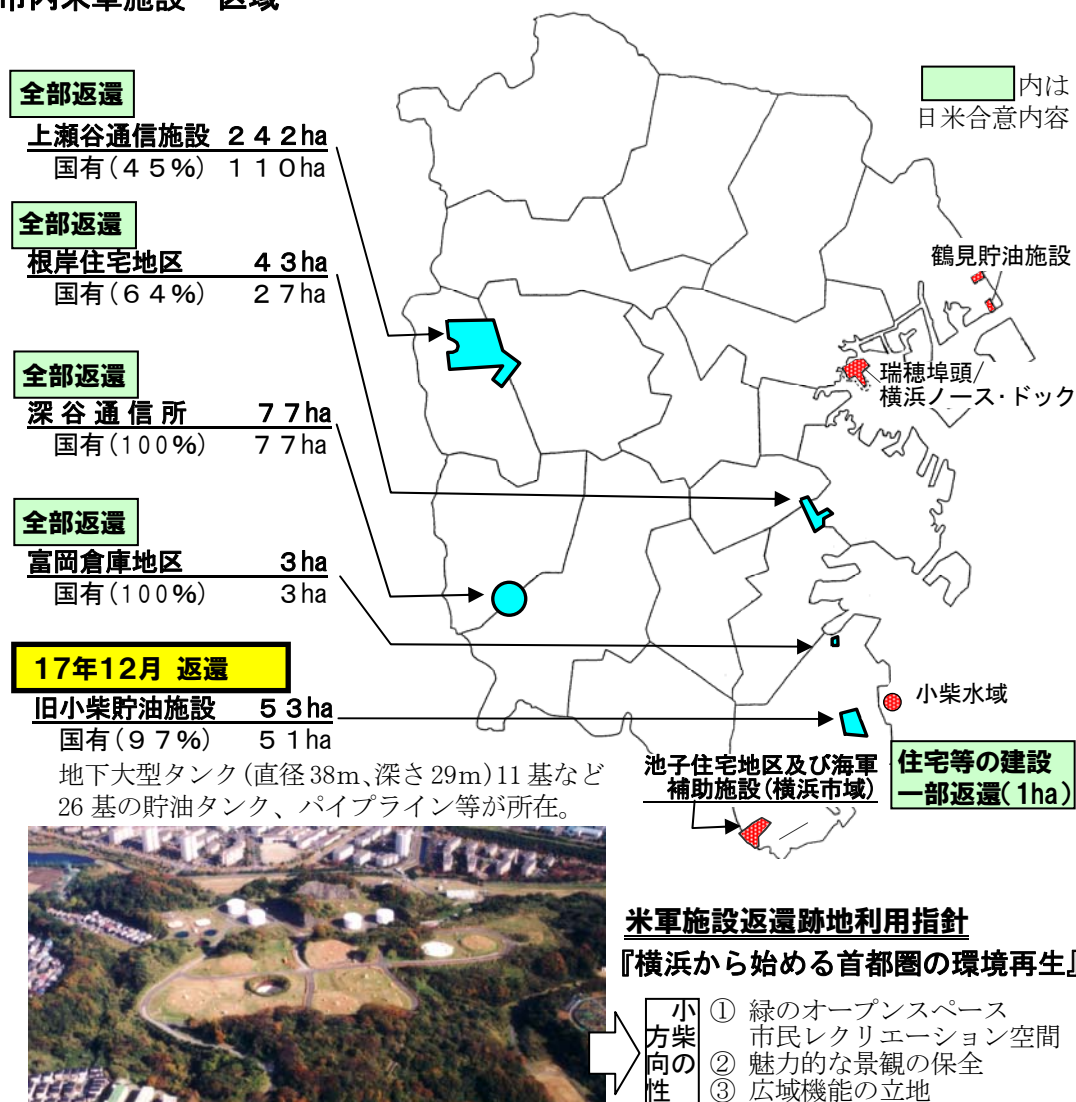 市内米軍施設 区域
内は
日米合意内容
全部返還
上瀬谷通信施設 242ha
国有(45%) 110ha
全部返還
根岸住宅地区 43ha
国有(64%) 27ha
全部返還
深谷通信所 77ha
国有(100%) 77ha
全部返還
富岡倉庫地区 3ha
国有(100%) 3ha
17年12月 返還
旧小柴貯油施設 53ha
国有(97%) 51ha
地下大型タンク(直径38m、深さ29m)11基など
26基の貯油タンク、パイプライン等が所在。
鶴見貯油施設
瑞穂埠頭/
横浜ノース・ドック
小柴水域
池子住宅地区及び海軍
補助施設(横浜市域)
住宅等の建設
一部返還(1ha)
米軍施設返還跡地利用指針
『横浜から始める首都圏の環境再生』
小柴の
方向性
① 緑のオープンスペース
市民レクリエーション空間
② 魅力的な景観の保全
③ 広域機能の立地